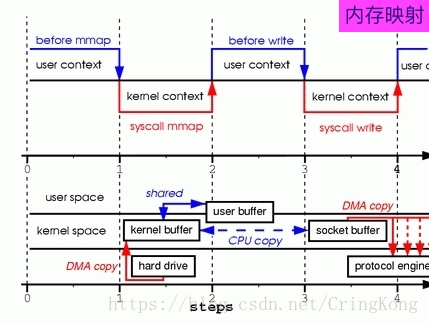 内存映射
before mmap
before write
user context
user context
user c
kernel context
kernel context
syscall mmap
syscall write
0 1 2 3 4
user space
shared
user buffer
DMA copy
kernel space
kernel buffer
CPU copy
socket buffer
DMA copy
hard drive
protocol engine
0 1 2 3 4
steps
https://blog.csdn.net/CringKong